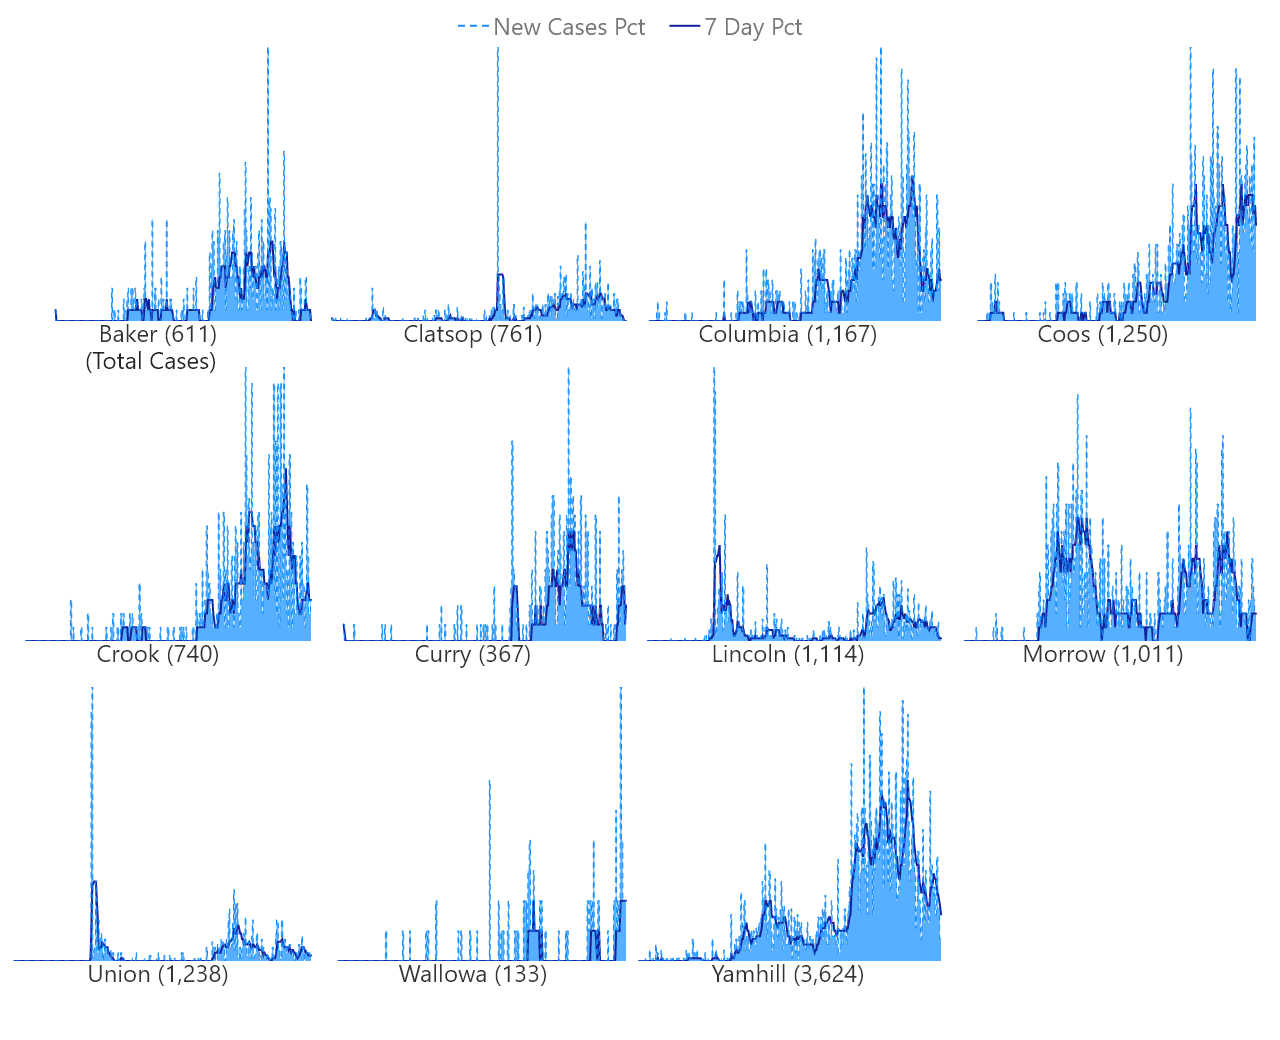 New Cases Pct 7 Day Pct
Baker (611) Clatsop (761) Columbia (1,167) Coos (1,250)
(Total Cases)
Crook (740) Curry (367) Lincoln (1,114) Morrow (1,011)
Union (1,238) Wallowa (133) Yamhill (3,624)